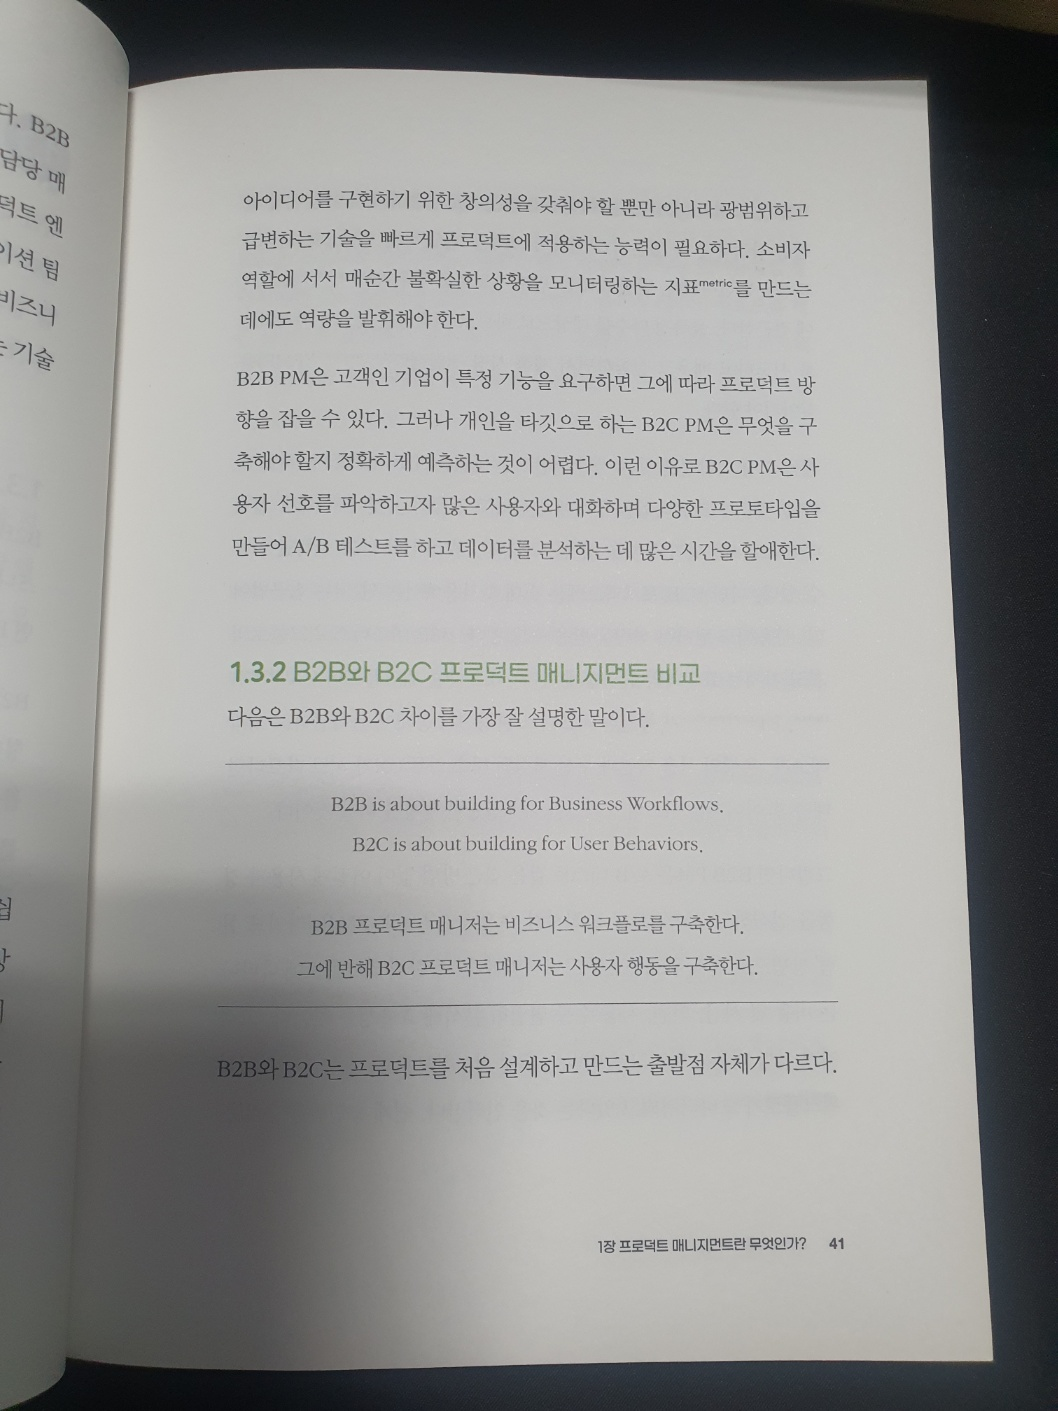 다. B2B
담당 매
덕트 엔
이션 팀
비즈니
는 기술
아이디어를 구현하기 위한 창의성을 갖춰야 할 뿐만 아니라 광범위하고
급변하는 기술을 빠르게 프로덕트에 적용하는 능력이 필요하다. 소비자
역할에 서서 매순간 불확실한 상황을 모니터링하는 지표metric를 만드는
데에도 역량을 발휘해야 한다.
B2B PM은 고객인 기업이 특정 기능을 요구하면 그에 따라 프로덕트 방
향을 잡을 수 있다. 그러나 개인을 타깃으로 하는 B2C PM은 무엇을 구
축해야 할지 정확하게 예측하는 것이 어렵다. 이런 이유로 B2C PM은 사
용자 선호를 파악하고자 많은 사용자와 대화하며 다양한 프로토타입을
만들어 A/B 테스트를 하고 데이터를 분석하는 데 많은 시간을 할애한다.
1.3.2 B2B와 B2C 프로덕트 매니지먼트 비교
다음은 B2B와 B2C 차이를 가장 잘 설명한 말이다.
B2B is about building for Business Workflows.
B2C is about building for User Behaviors.
B2B 프로덕트 매니저는 비즈니스 워크플로를 구축한다.
그에 반해 B2C 프로덕트 매니저는 사용자 행동을 구축한다.
B2B와 B2C는 프로덕트를 처음 설계하고 만드는 출발점 자체가 다르다.
1장 프로덕트 매니지먼트란 무엇인가? 41